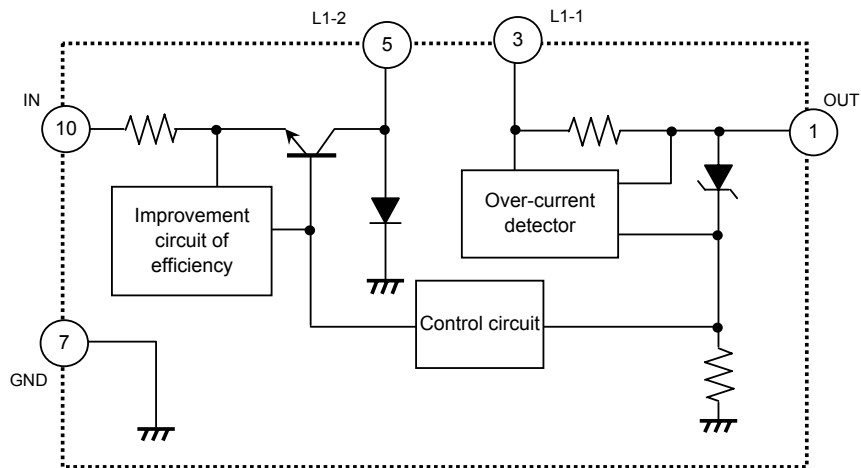 L1-2
L1-1
5
3
IN
OUT
10
1
Improvement
circuit of
efficiency
Over-current
detector
Control circuit
7
GND